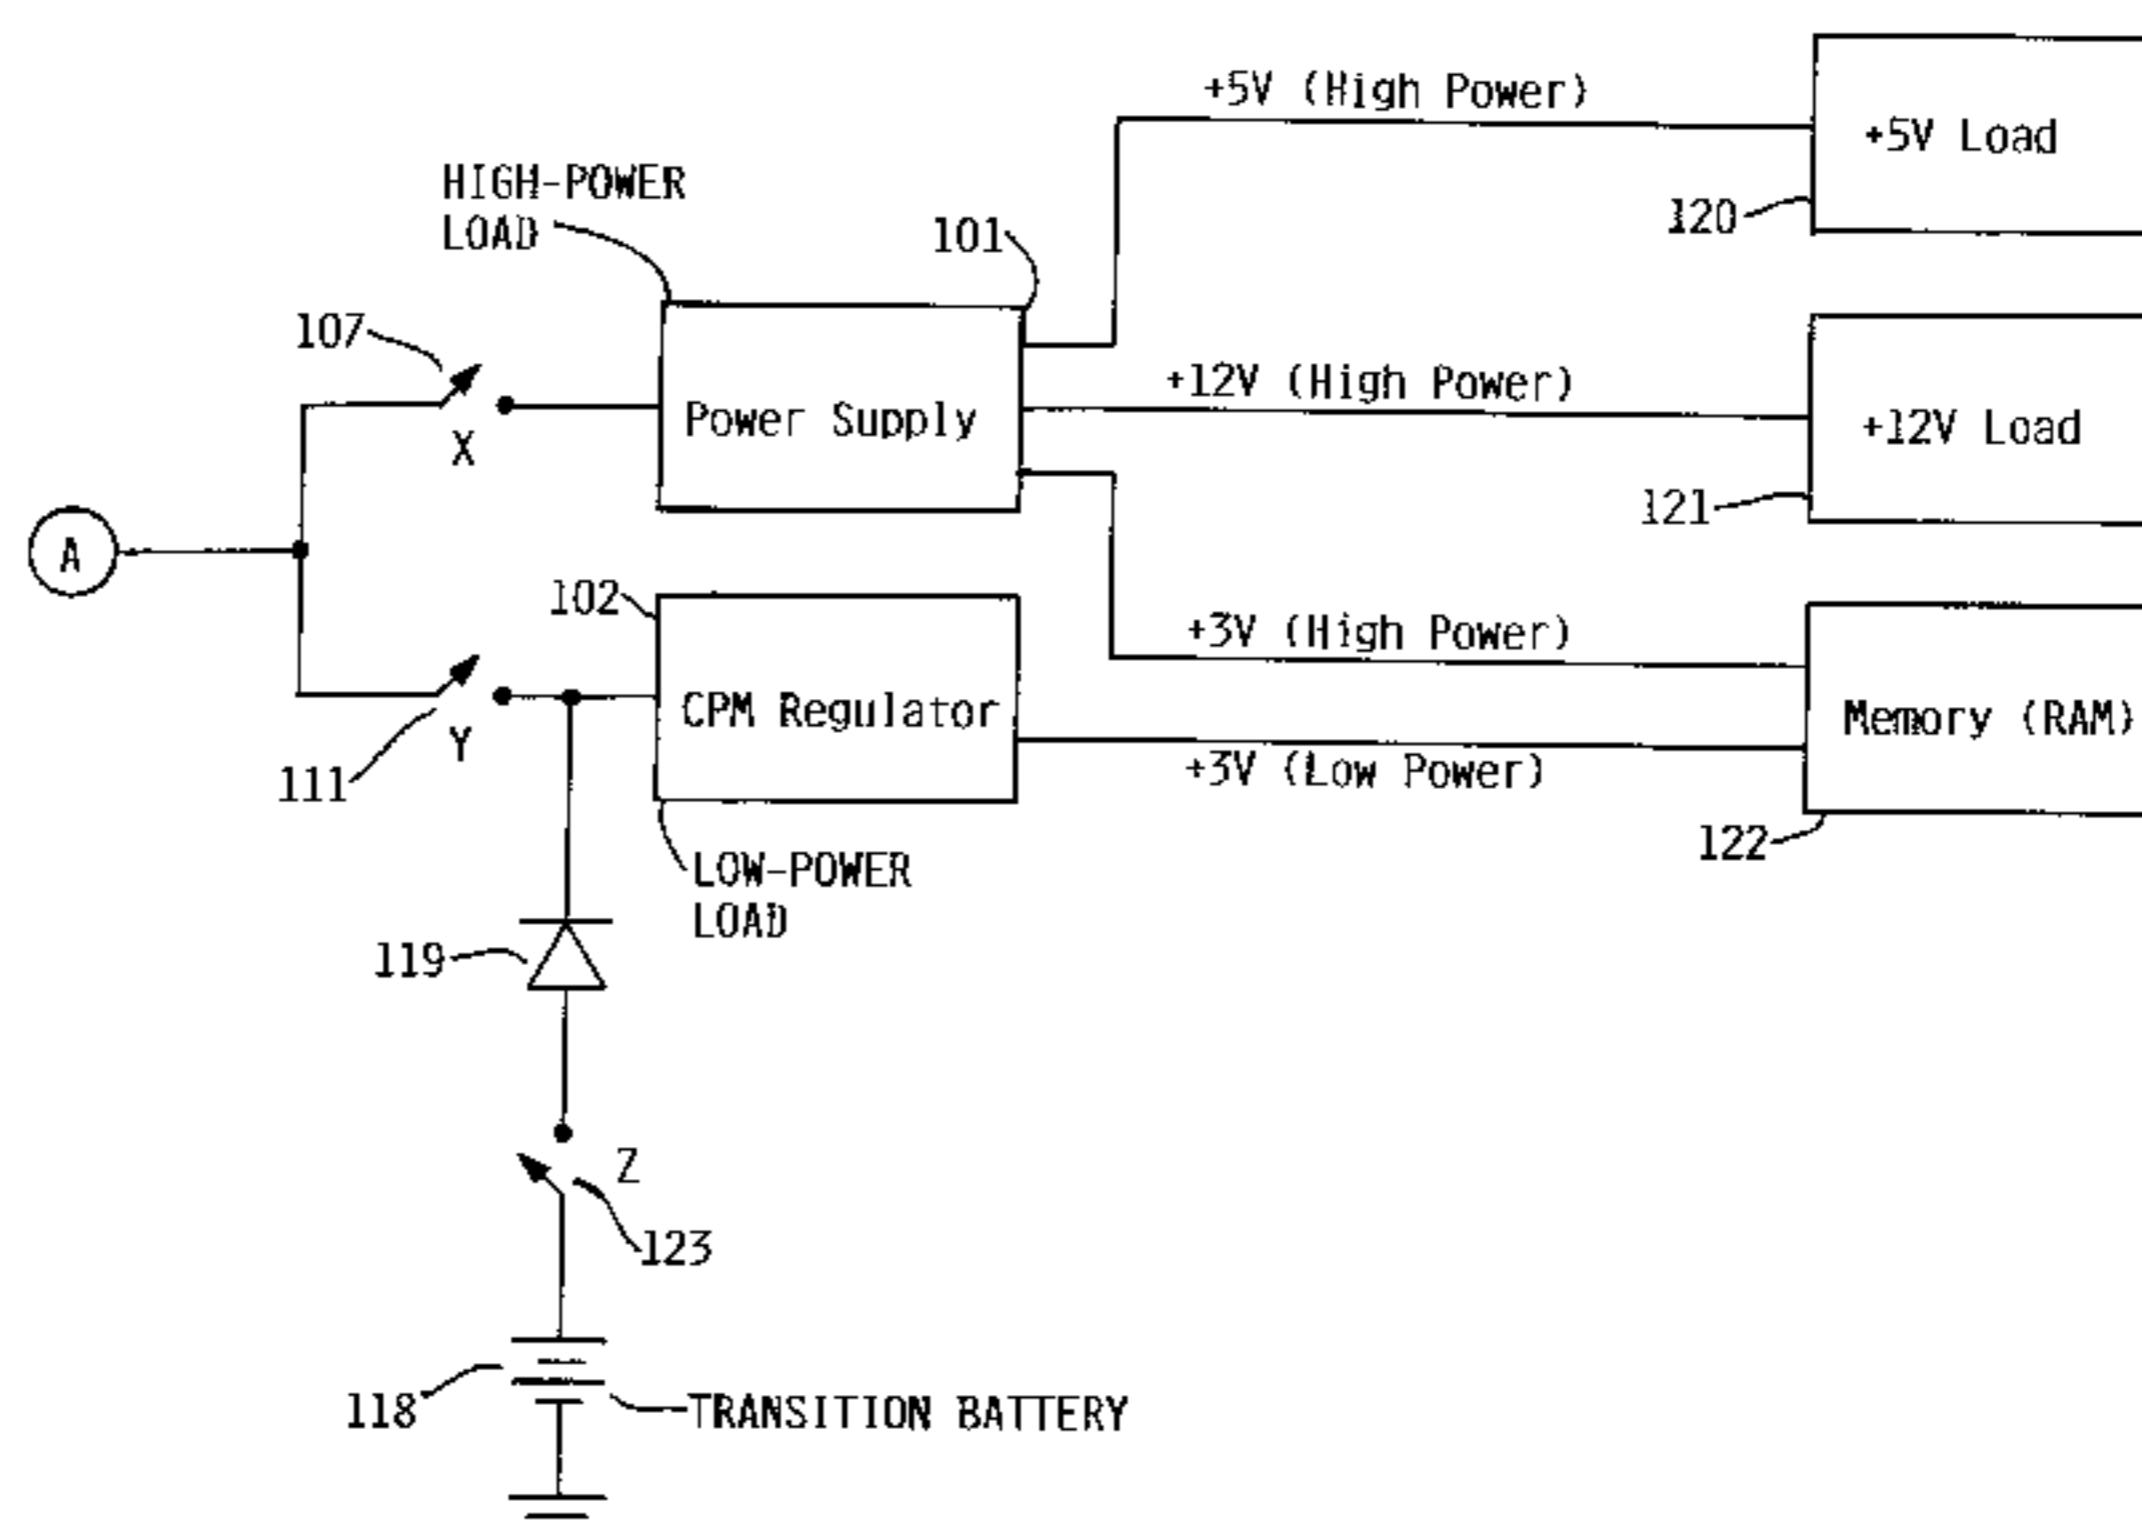 +5V (High Power)
+5V Load
120
HIGH-POWER
LOAD
101
107
+12V (High Power)
Power Supply
+12V Load
X
121
A
102
+3V (High Power)
CPM Regulator
Memory (RAM)
Y
111
+3V (Low Power)
122
LOW-POWER
LOAD
119
Z
123
118
TRANSITION BATTERY